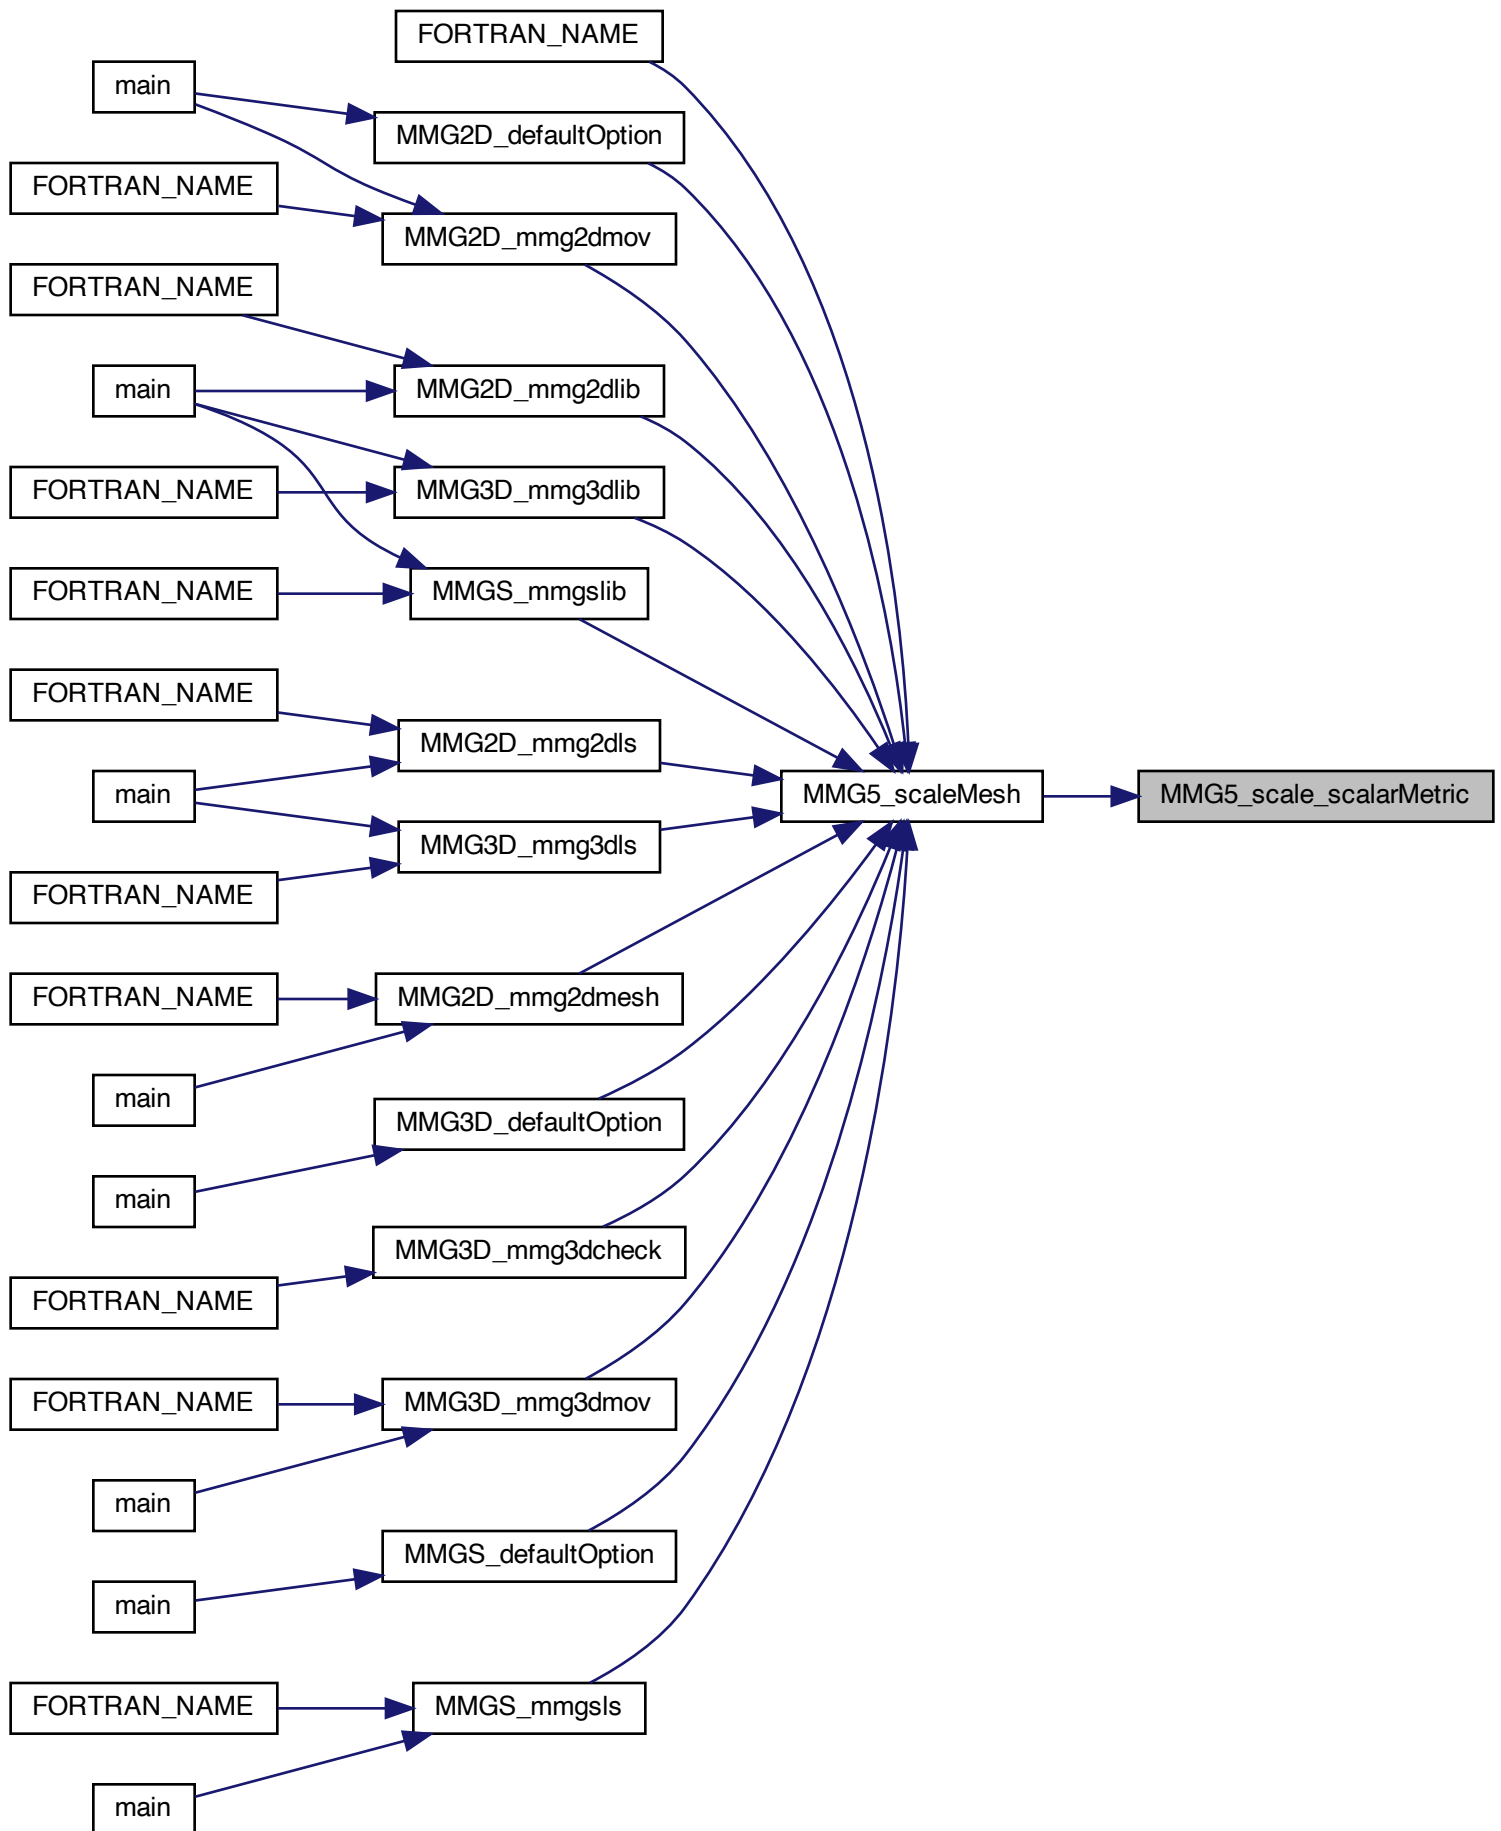 FORTRAN_NAME
main
MMG2D_defaultOption
FORTRAN_NAME
MMG2D_mmg2dmov
FORTRAN_NAME
main
MMG2D_mmg2dlib
FORTRAN_NAME
MMG3D_mmg3dlib
FORTRAN_NAME
MMGS_mmgslib
FORTRAN_NAME
MMG2D_mmg2dls
main
MMG5_scaleMesh
MMG5_scale_scalarMetric
MMG3D_mmg3dls
FORTRAN_NAME
FORTRAN_NAME
MMG2D_mmg2dmesh
main
MMG3D_defaultOption
main
MMG3D_mmg3dcheck
FORTRAN_NAME
FORTRAN_NAME
MMG3D_mmg3dmov
main
MMGS_defaultOption
main
FORTRAN_NAME
MMGS_mmgsls
main